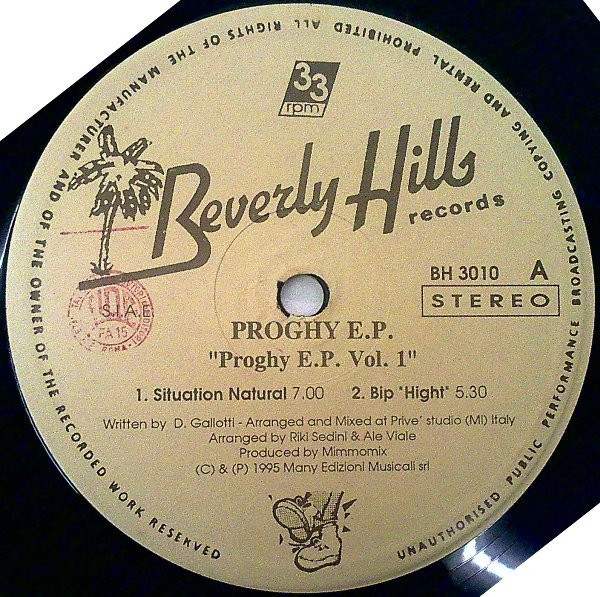 ALL RIGHTS OF THE MANUFACTURER AND OF THE OWNER OF THE RECORDED WORK RESERVED
UNAUTHORISED PUBLIC PERFORMANCE BROADCASTING COPYING AND RENTAL PROHIBITED
33
rpm
Beverly Hills
records
BH 3010 A
STEREO
S.I.A.E.
ROMA
PROGHY E.P.
"Proghy E.P. Vol. 1"
1. Situation Natural 7.00 2. Bip "Hight" 5.30
Written by D. Gallotti - Arranged and Mixed at Prive' studio (MI) Italy
Arranged by Riki Sedini & Ale Viale
Produced by Mimmomix
(C) & (P) 1995 Many Edizioni Musicali srl